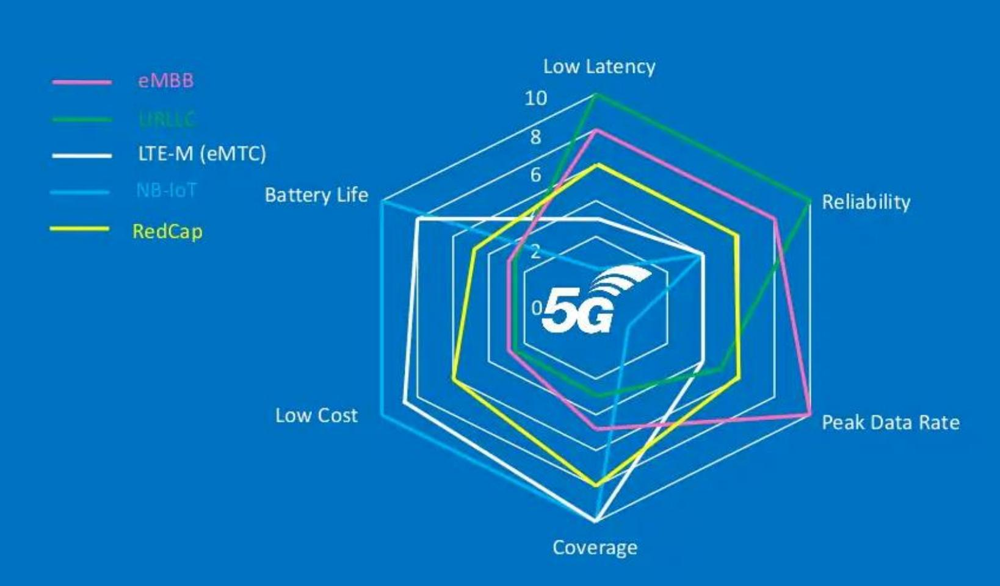 Low Latency
eMBB
10
URLLC
8
LTE-M (eMTC)
6
NB-IoT
Battery Life
Reliability
RedCap
2
0
5G
Low Cost
Peak Data Rate
Coverage